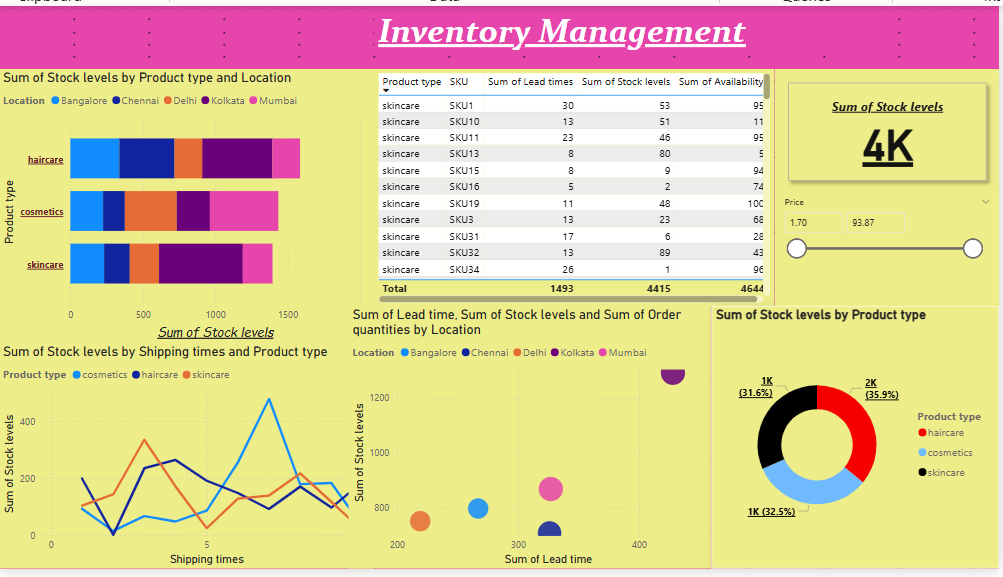 Inventory Management
Sum of Stock levels by Product type and Location
Location Bangalore Chennai Delhi Kolkata Mumbai
Product type
haircare
cosmetics
skincare
0 500 1000 1500
Sum of Stock levels
Product type SKU Sum of Lead times Sum of Stock levels Sum of Availability
skincare SKU1 30 53 95
skincare SKU10 13 51 11
skincare SKU11 23 46 95
skincare SKU13 8 80 5
skincare SKU15 8 9 94
skincare SKU16 5 2 74
skincare SKU19 11 48 100
skincare SKU3 13 23 68
skincare SKU31 17 6 28
skincare SKU32 13 89 43
skincare SKU34 26 1 96
Total 1493 4415 4644
Sum of Stock levels
4K
Price
1.70 93.87
Sum of Stock levels by Shipping times and Product type
Product type cosmetics haircare skincare
Sum of Stock levels
400
200
0
0 5
Shipping times
Sum of Lead time, Sum of Stock levels and Sum of Order
quantities by Location
Location Bangalore Chennai Delhi Kolkata Mumbai
Sum of Stock levels
1200
1000
800
200 300 400
Sum of Lead time
Sum of Stock levels by Product type
1K
(31.6%)
2K
(35.9%)
1K (32.5%)
Product type
haircare
cosmetics
skincare